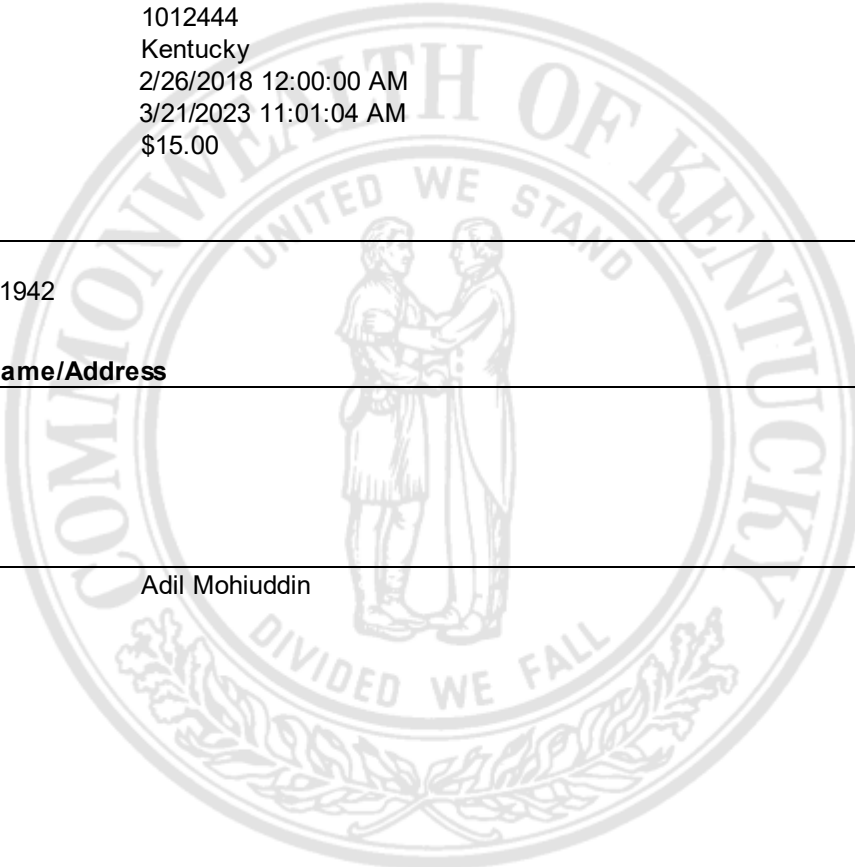 1012444
Kentucky
2/26/2018 12:00:00 AM
3/21/2023 11:01:04 AM
$15.00
COMMONWEALTH OF KENTUCKY
UNITED WE STAND
1942
ame/Address
Adil Mohiuddin
DIVIDED WE FALL